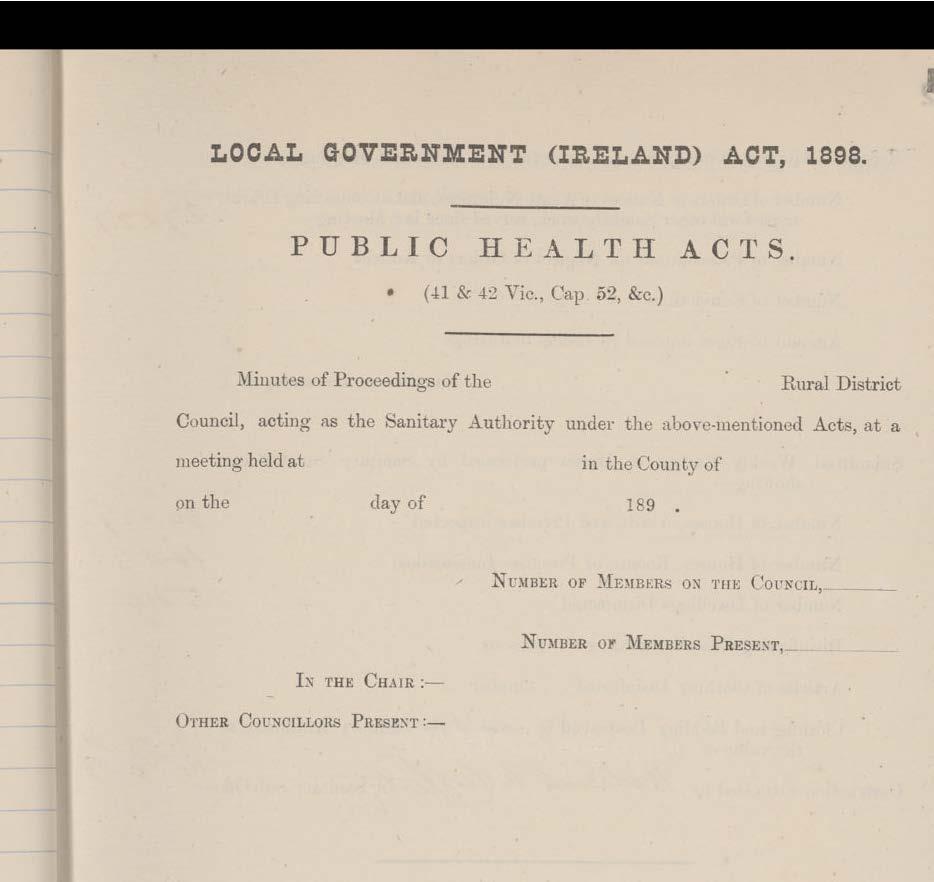 LOCAL GOVERNMENT (IRELAND) ACT, 1898.
PUBLIC HEALTH ACTS.
(41 & 42 Vic., Cap. 52, &c.)
Minutes of Proceedings of the Rural District
Council, acting as the Sanitary Authority under the above-mentioned Acts, at a
meeting held at in the County of
on the day of 189 .
NUMBER OF MEMBERS ON THE COUNCIL,
NUMBER OF MEMBERS PRESENT,
IN THE CHAIR :—
OTHER COUNCILLORS PRESENT :—